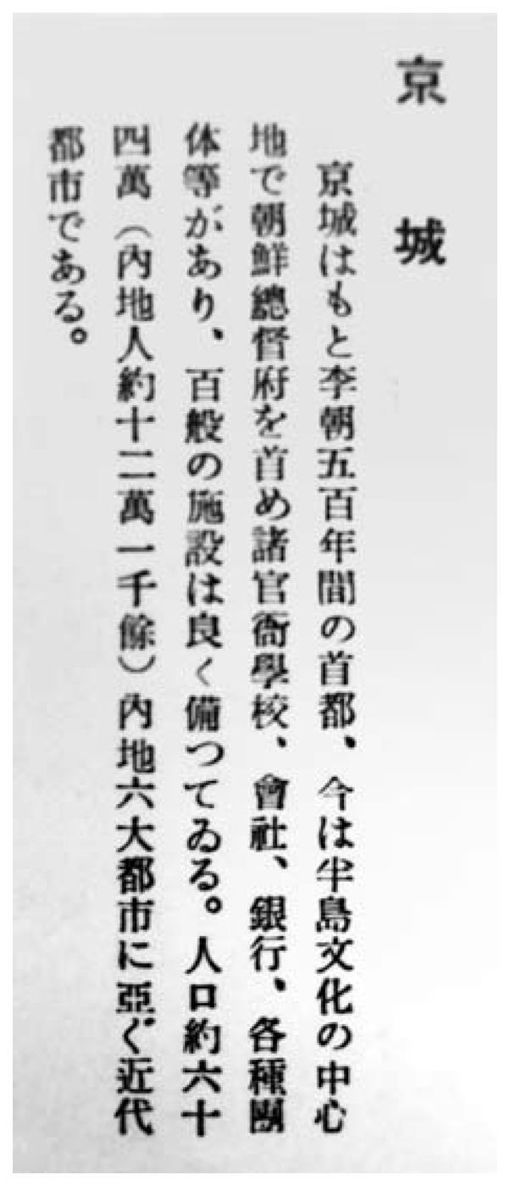 京城
京城はもと李朝五百年間の首都、今は半島文化の中心
地で朝鮮總督府を首め諸官衙學校、會社、銀行、各種團
体等があり、百般の施設は良く備つてゐる。人口約六十
四萬（內地人約十二萬一千餘）內地六大都市に亞ぐ近代
都市である。